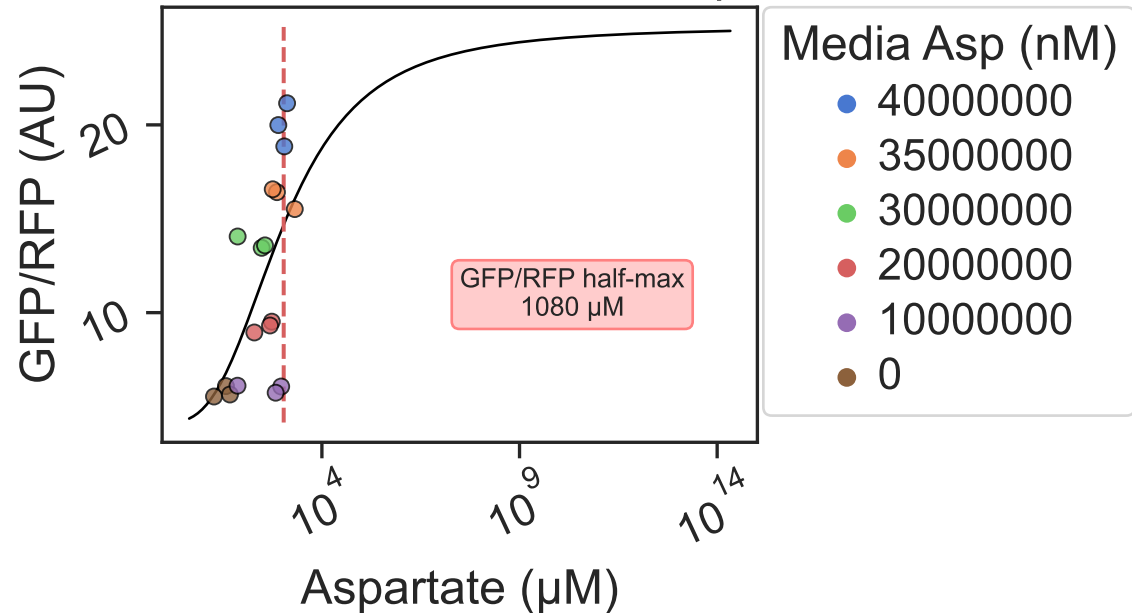 GFP/RFP (AU)
20
10
GFP/RFP half-max
1080 µM
10^4
10^9
10^14
Aspartate (µM)
Media Asp (nM)
40000000
35000000
30000000
20000000
10000000
0